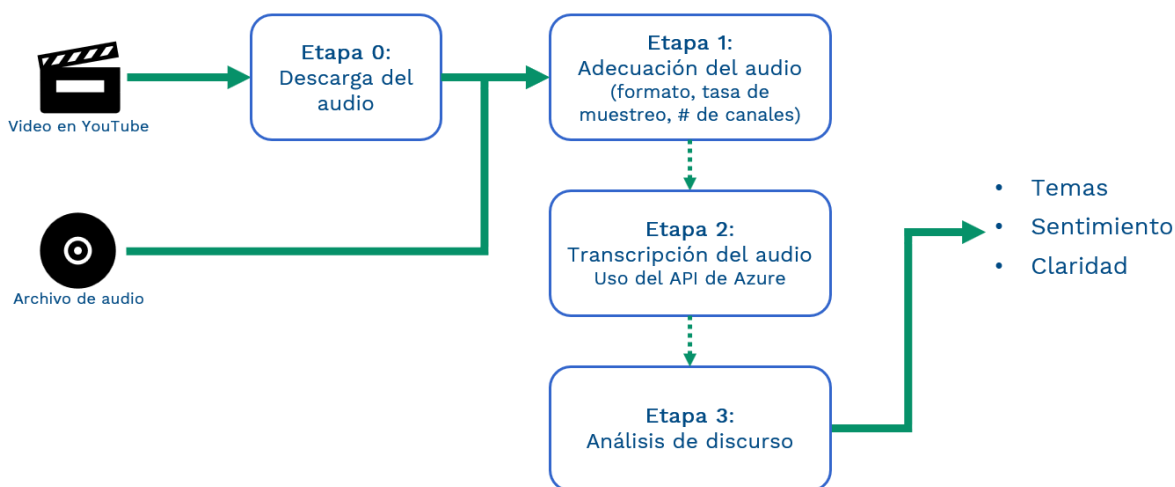 Etapa 0:
Descarga del
audio
Video en YouTube
Etapa 1:
Adecuación del audio
(formato, tasa de
muestreo, # de canales)
Archivo de audio
Etapa 2:
Transcripción del audio
Uso del API de Azure
Etapa 3:
Análisis de discurso
• Temas
• Sentimiento
• Claridad